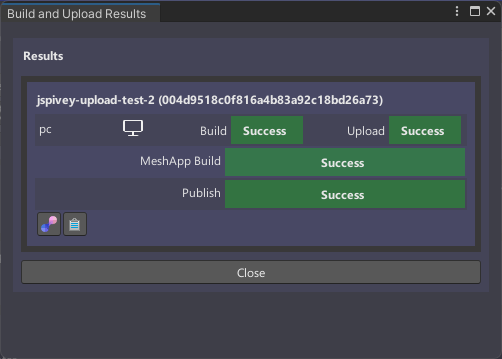 Build and Upload Results
Results
jspivey-upload-test-2 (004d9518c0f816a4b83a92c18bd26a73)
pc Build Success Upload Success
MeshApp Build Success
Publish Success
Close